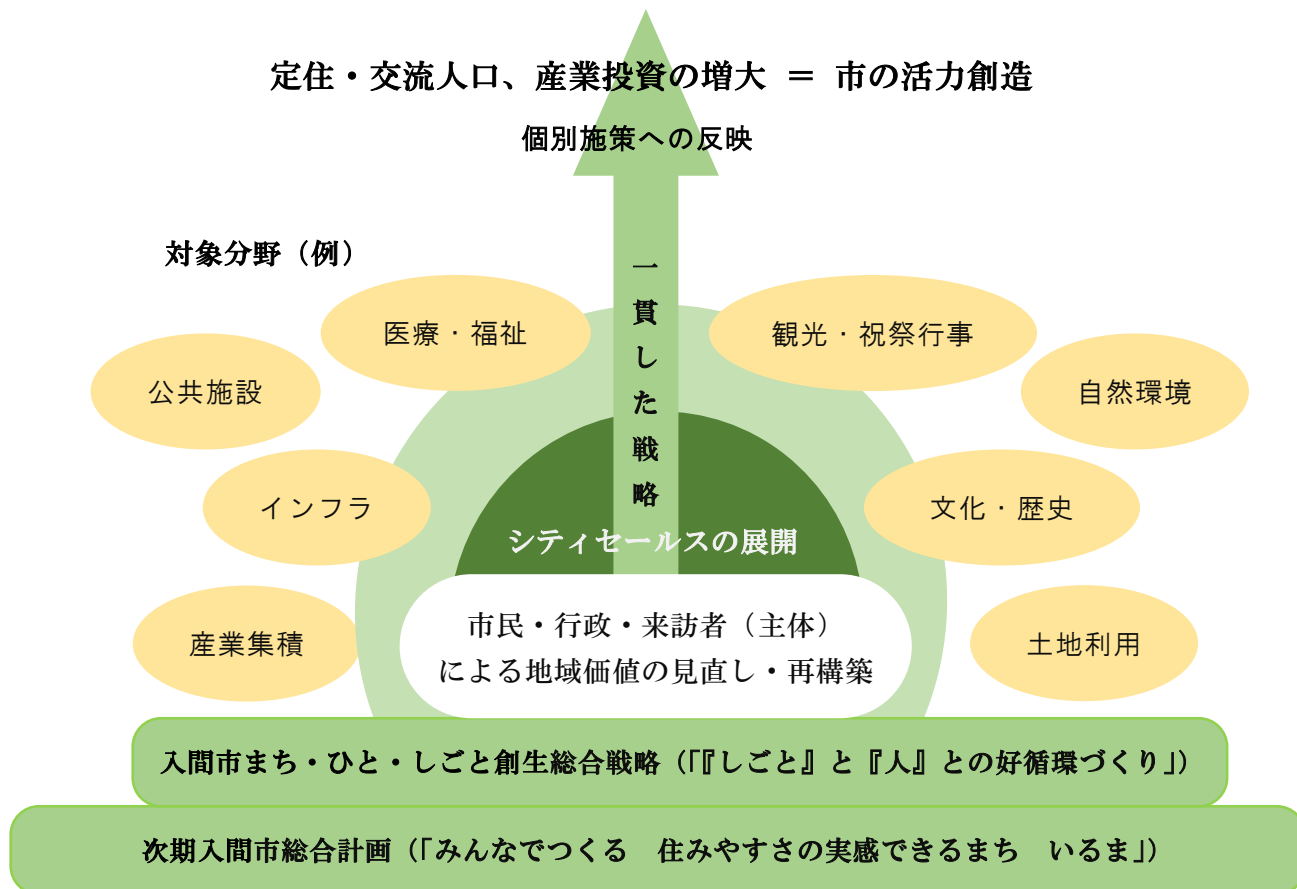 定住・交流人口、産業投資の増大 ＝ 市の活力創造
個別施策への反映
対象分野（例）
一貫した戦略
医療・福祉
観光・祝祭行事
公共施設
自然環境
インフラ
文化・歴史
シティセールスの展開
産業集積
市民・行政・来訪者（主体）
による地域価値の見直し・再構築
土地利用
入間市まち・ひと・しごと創生総合戦略（「『しごと』と『人』との好循環づくり」）
次期入間市総合計画（「みんなでつくる　住みやすさの実感できるまち　いるま」）